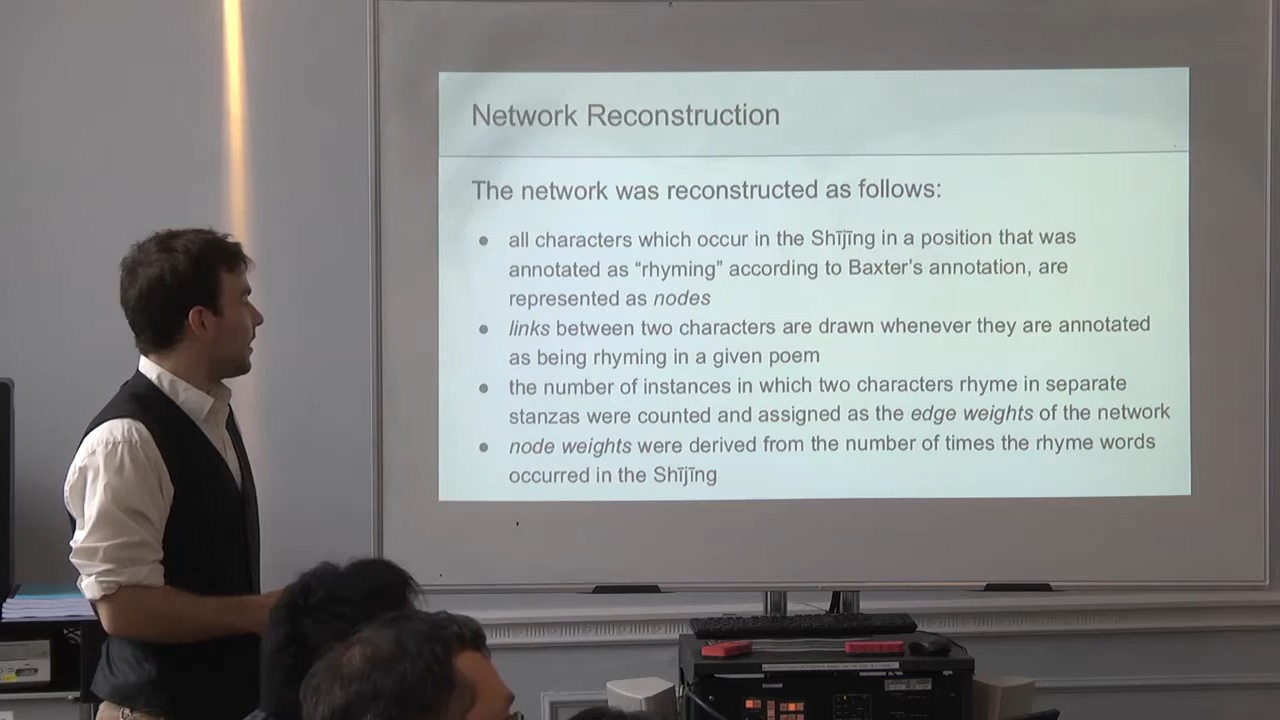 Network Reconstruction
The network was reconstructed as follows:
● all characters which occur in the Shījīng in a position that was
annotated as “rhyming” according to Baxter’s annotation, are
represented as nodes
● links between two characters are drawn whenever they are annotated
as being rhyming in a given poem
● the number of instances in which two characters rhyme in separate
stanzas were counted and assigned as the edge weights of the network
● node weights were derived from the number of times the rhyme words
occurred in the Shījīng